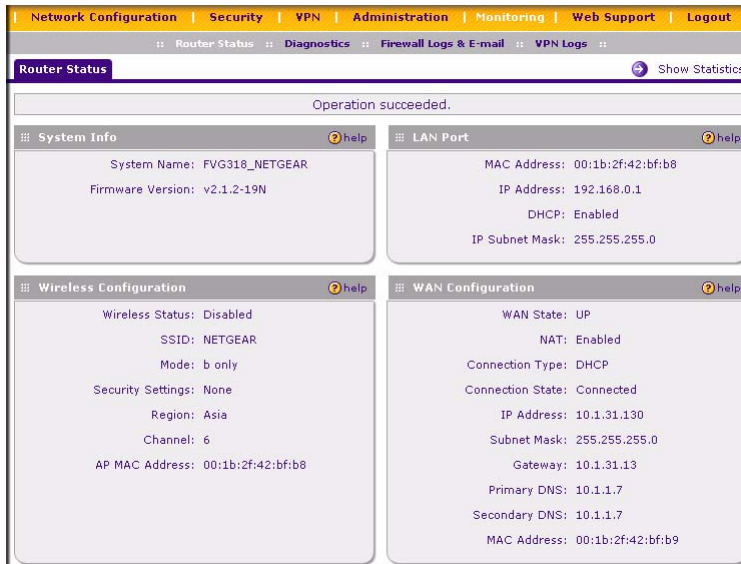 Network Configuration | Security | VPN | Administration | Monitoring | Web Support | Logout
:: Router Status :: Diagnostics :: Firewall Logs & E-mail :: VPN Logs ::
Router Status
Show Statistics
Operation succeeded.
System Info
help
System Name: FVG318_NETGEAR
Firmware Version: v2.1.2-19N
LAN Port
help
MAC Address: 00:1b:2f:42:bf:b8
IP Address: 192.168.0.1
DHCP: Enabled
IP Subnet Mask: 255.255.255.0
Wireless Configuration
help
Wireless Status: Disabled
SSID: NETGEAR
Mode: b only
Security Settings: None
Region: Asia
Channel: 6
AP MAC Address: 00:1b:2f:42:bf:b8
WAN Configuration
help
WAN State: UP
NAT: Enabled
Connection Type: DHCP
Connection State: Connected
IP Address: 10.1.31.130
Subnet Mask: 255.255.255.0
Gateway: 10.1.31.13
Primary DNS: 10.1.1.7
Secondary DNS: 10.1.1.7
MAC Address: 00:1b:2f:42:bf:b9